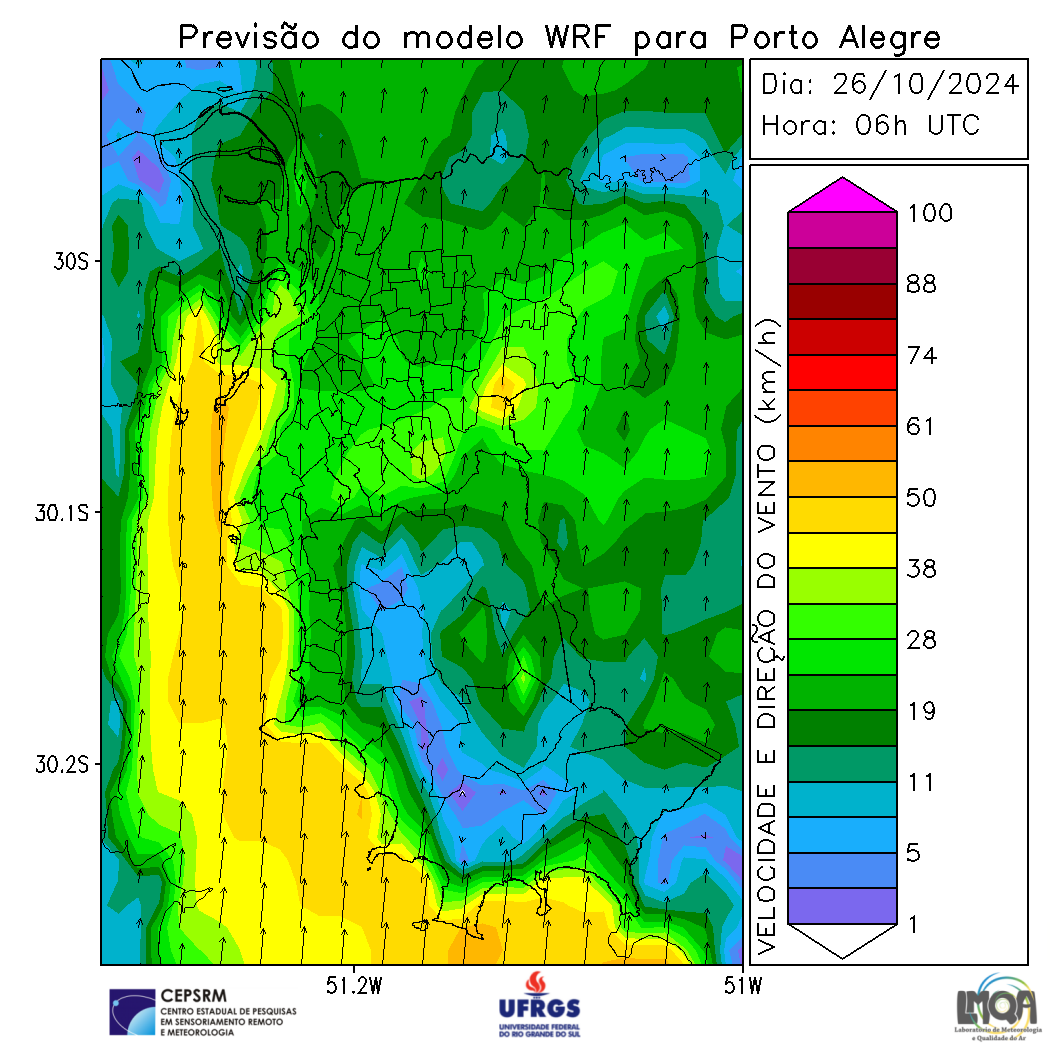 Previsão do modelo WRF para Porto Alegre
Dia: 26/10/2024
Hora: 06h UTC
30S
30.1S
30.2S
51.2W
51W
VELOCIDADE E DIREÇÃO DO VENTO (km/h)
100
88
74
61
50
38
28
19
11
5
1
CEPSRM
CENTRO ESTADUAL DE PESQUISAS
EM SENSORIAMENTO REMOTO
E METEOROLOGIA
UFRGS
UNIVERSIDADE FEDERAL
DO RIO GRANDE DO SUL
LMQA
Laboratório de Meteorologia
e Qualidade do Ar